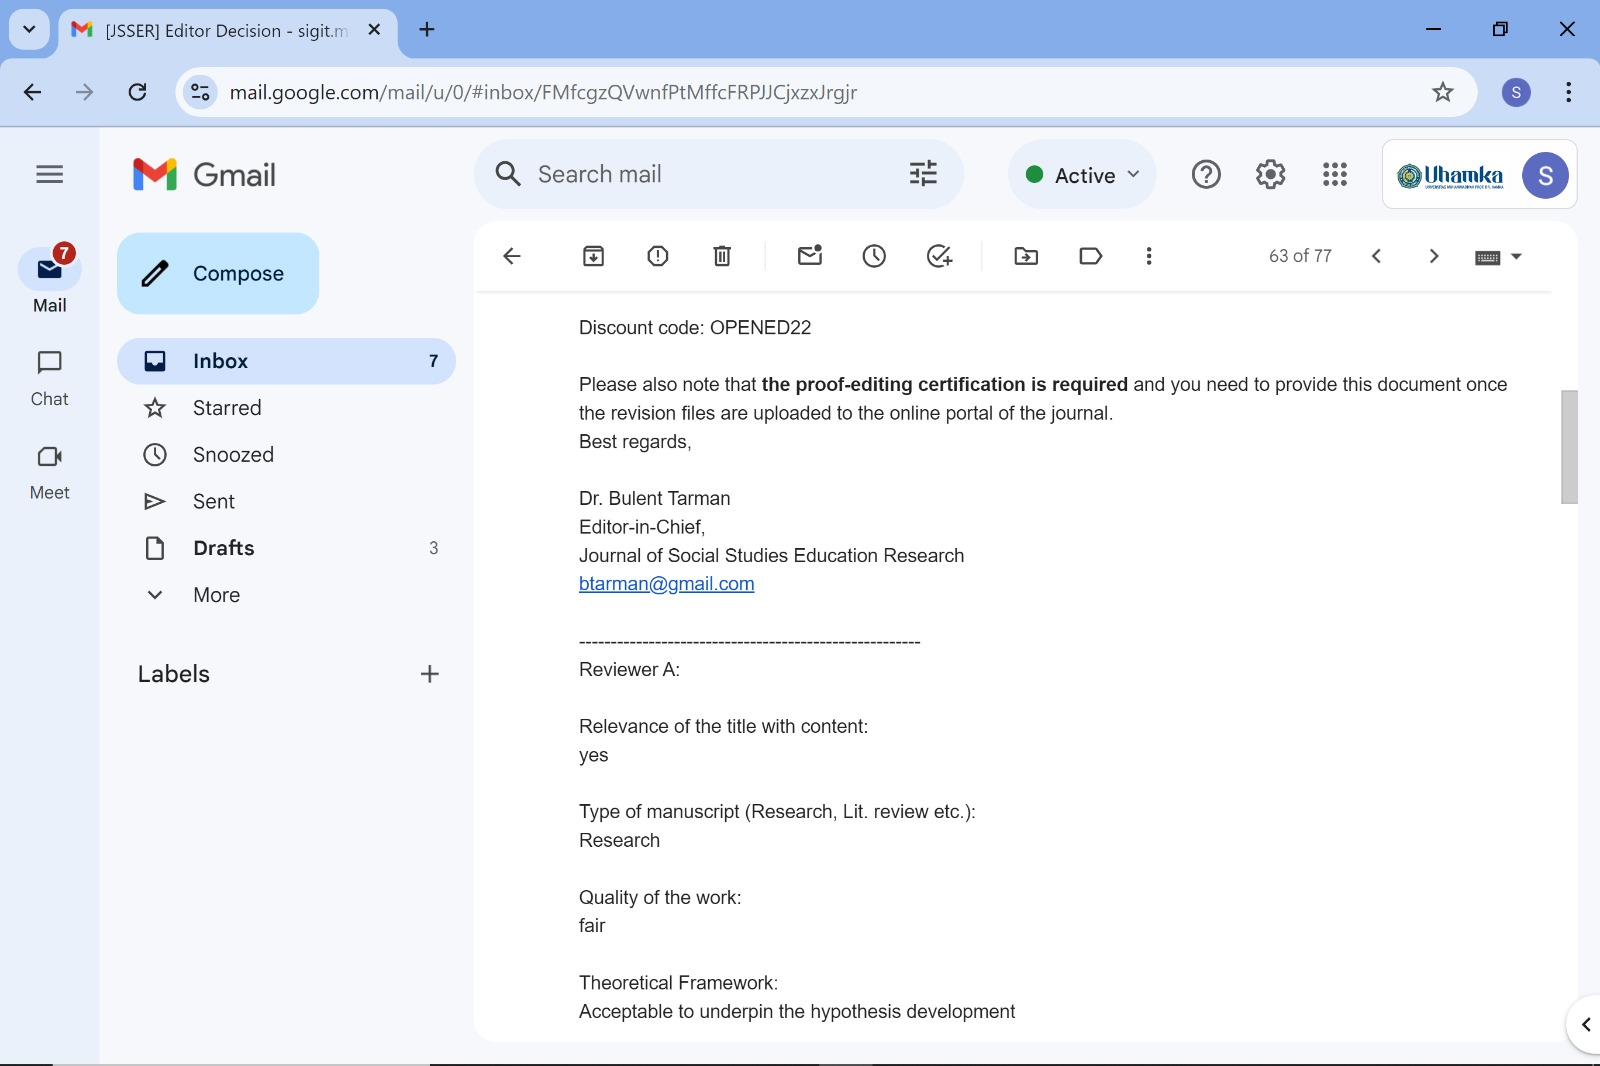 [JSSER] Editor Decision - sigit.m
mail.google.com/mail/u/0/#inbox/FMfcgzQVwnfPtMffcFRPJJCjxzxJrgjr
S
Gmail
Search mail
Active
Uhamka
S
7
Mail
Chat
Meet
Compose
Inbox 7
Starred
Snoozed
Sent
Drafts 3
More
Labels
63 of 77
Discount code: OPENED22
Please also note that the proof-editing certification is required and you need to provide this document once
the revision files are uploaded to the online portal of the journal.
Best regards,
Dr. Bulent Tarman
Editor-in-Chief,
Journal of Social Studies Education Research
btarman@gmail.com
------------------------------------------------------
Reviewer A:
Relevance of the title with content:
yes
Type of manuscript (Research, Lit. review etc.):
Research
Quality of the work:
fair
Theoretical Framework:
Acceptable to underpin the hypothesis development